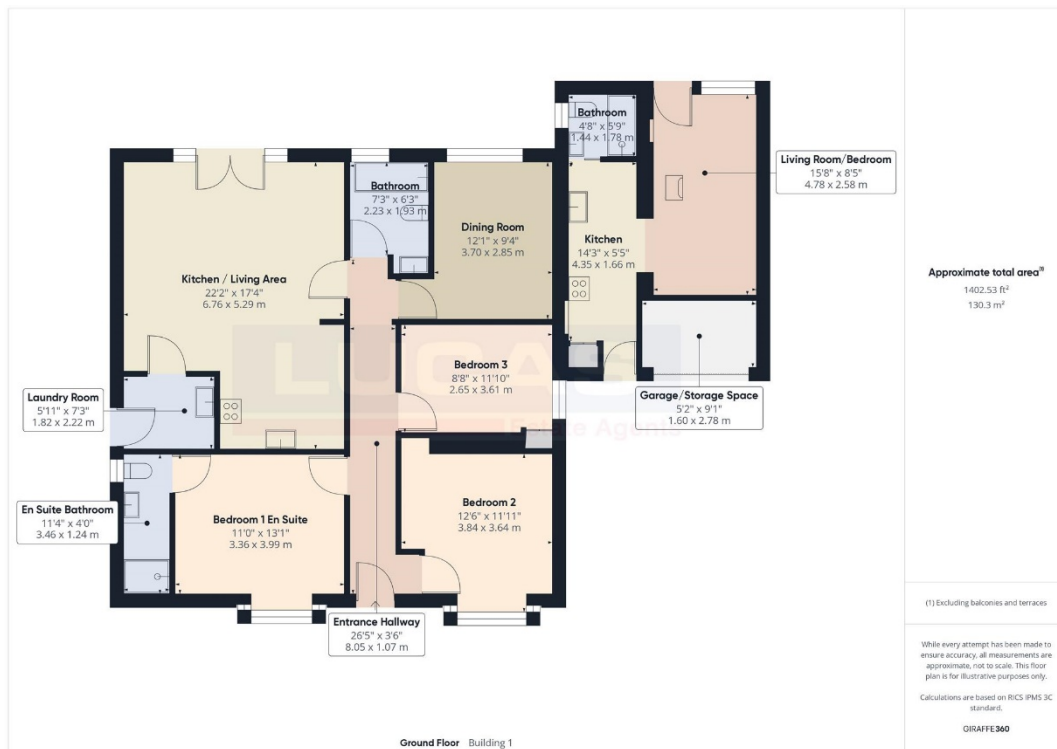 Bathroom
4'8" x 5'9"
1.44 x 1.78 m
Living Room/Bedroom
15'8" x 8'5"
4.78 x 2.58 m
Bathroom
7'3" x 6'3"
2.23 x 1.93 m
Dining Room
12'1" x 9'4"
3.70 x 2.85 m
Kitchen
14'3" x 5'5"
4.35 x 1.66 m
Kitchen / Living Area
22'2" x 17'4"
6.76 x 5.29 m
Approximate total area⁽¹⁾
1402.53 ft²
130.3 m²
LUCAS
Estate Agents
Bedroom 3
8'8" x 11'10"
2.65 x 3.61 m
Laundry Room
5'11" x 7'3"
1.82 x 2.22 m
Garage/Storage Space
5'2" x 9'1"
1.60 x 2.78 m
En Suite Bathroom
11'4" x 4'0"
3.46 x 1.24 m
Bedroom 1 En Suite
11'0" x 13'1"
3.36 x 3.99 m
Bedroom 2
12'6" x 11'11"
3.84 x 3.64 m
Entrance Hallway
26'5" x 3'6"
8.05 x 1.07 m
(1) Excluding balconies and terraces
While every attempt has been made to
ensure accuracy, all measurements are
approximate, not to scale. This floor
plan is for illustrative purposes only.
Calculations are based on RICS IPMS 3C
standard.
GIRAFFE360
Ground Floor Building 1